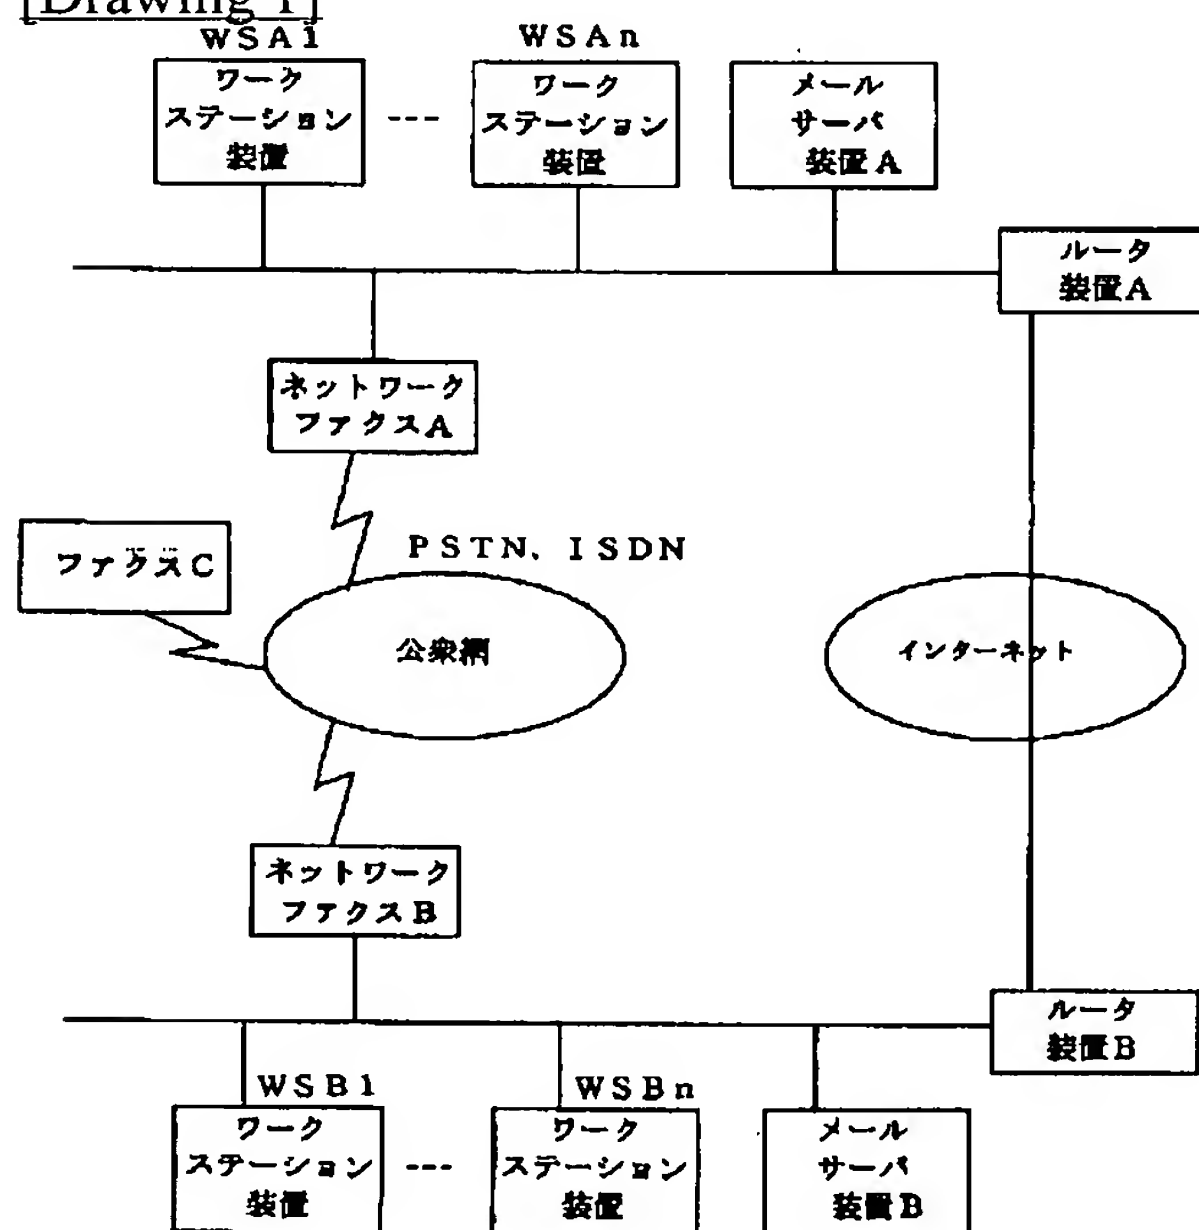 [Drawing 1]
WSA1
WSAn
ワーク
ステーション
装置
---
ワーク
ステーション
装置
メール
サーバ
装置A
ルータ
装置A
ネットワーク
ファクスA
ファクスC
PSTN、ISDN
公衆網
インターネット
ネットワーク
ファクスB
ルータ
装置B
WSB1
WSBn
ワーク
ステーション
装置
---
ワーク
ステーション
装置
メール
サーバ
装置B